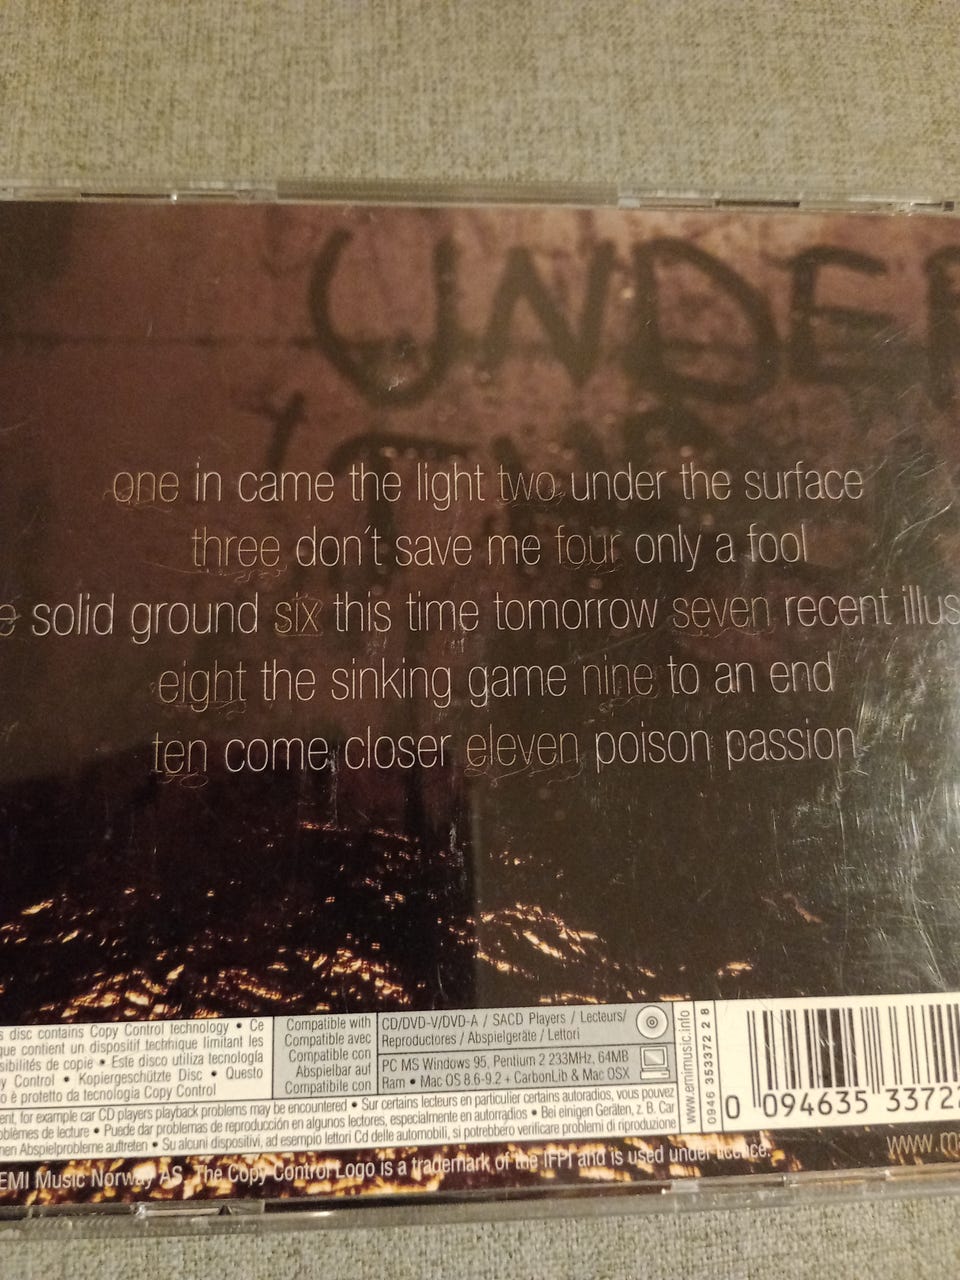 UNDER
THE
one in came the light two under the surface
three don't save me four only a fool
e solid ground six this time tomorrow seven recent illus
eight the sinking game nine to an end
ten come closer eleven poison passion
s disc contains Copy Control technology • Ce
que contient un dispositif technique limitant les
sibilités de copie • Este disco utiliza tecnología
y Control • Kopiergeschützte Disc • Questo
o è protetto da tecnologia Copy Control
Compatible with
Compatible avec
Compatible con
Abspielbar auf
Compatibile con
CD/DVD-V/DVD-A / SACD Players / Lecteurs/
Reproductores / Abspielgeräte / Lettori
PC MS Windows 95, Pentium 2 233MHz, 64MB
Ram • Mac OS 8.6-9.2 + CarbonLib & Mac OSX
ent, for example car CD players playback problems may be encountered • Sur certains lecteurs en particulier certains autoradios, vous pouvez
oblèmes de lecture • Puede dar problemas de reproducción en algunos lectores, especialmente en autorradios • Bei einigen Geräten, z. B. Car
nen Abspielprobleme auftreten • Su alcuni dispositivi, ad esempio lettori Cd delle automobili, si potrebbero verificare problemi di riproduzione
www.emimusic.info
0946 353372 2 8
0 094635 33722
EMI Music Norway AS. The Copy Control Logo is a trademark of the IFPI and is used under licence.
www.ma